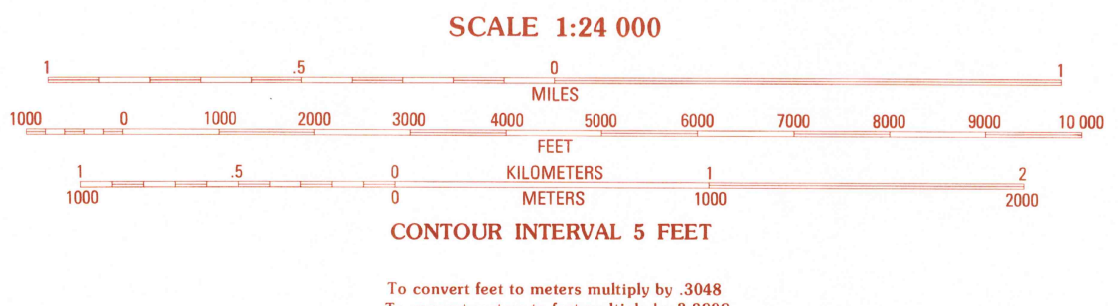 SCALE 1:24 000
1 .5 0 1
MILES
1000 0 1000 2000 3000 4000 5000 6000 7000 8000 9000 10 000
FEET
1 .5 0 KILOMETERS 1 2
1000 0 METERS 1000 2000
CONTOUR INTERVAL 5 FEET
To convert feet to meters multiply by .3048